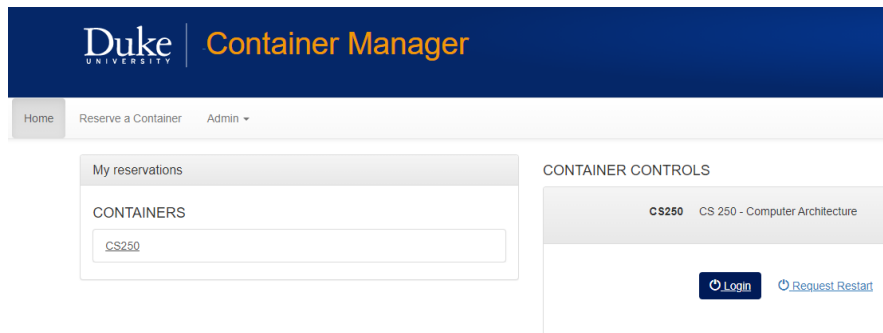 Duke
UNIVERSITY
Container Manager
Home Reserve a Container Admin
My reservations
CONTAINERS
CS250
CONTAINER CONTROLS
CS250 CS 250 - Computer Architecture
Login Request Restart